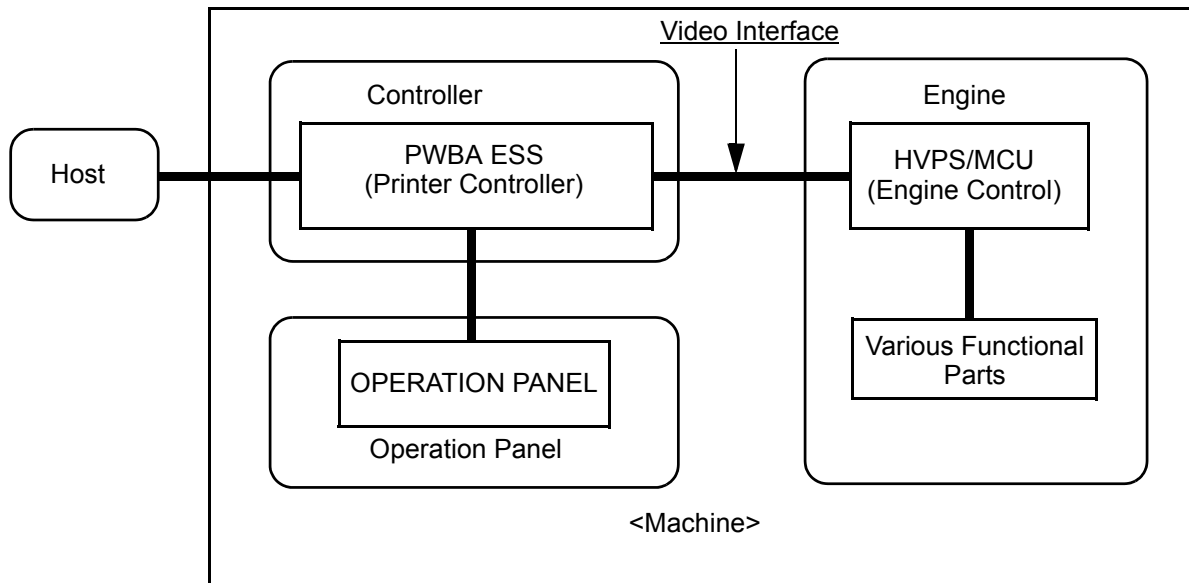 Video Interface
Controller
Engine
Host
PWBA ESS
(Printer Controller)
HVPS/MCU
(Engine Control)
Various Functional
Parts
OPERATION PANEL
Operation Panel
<Machine>